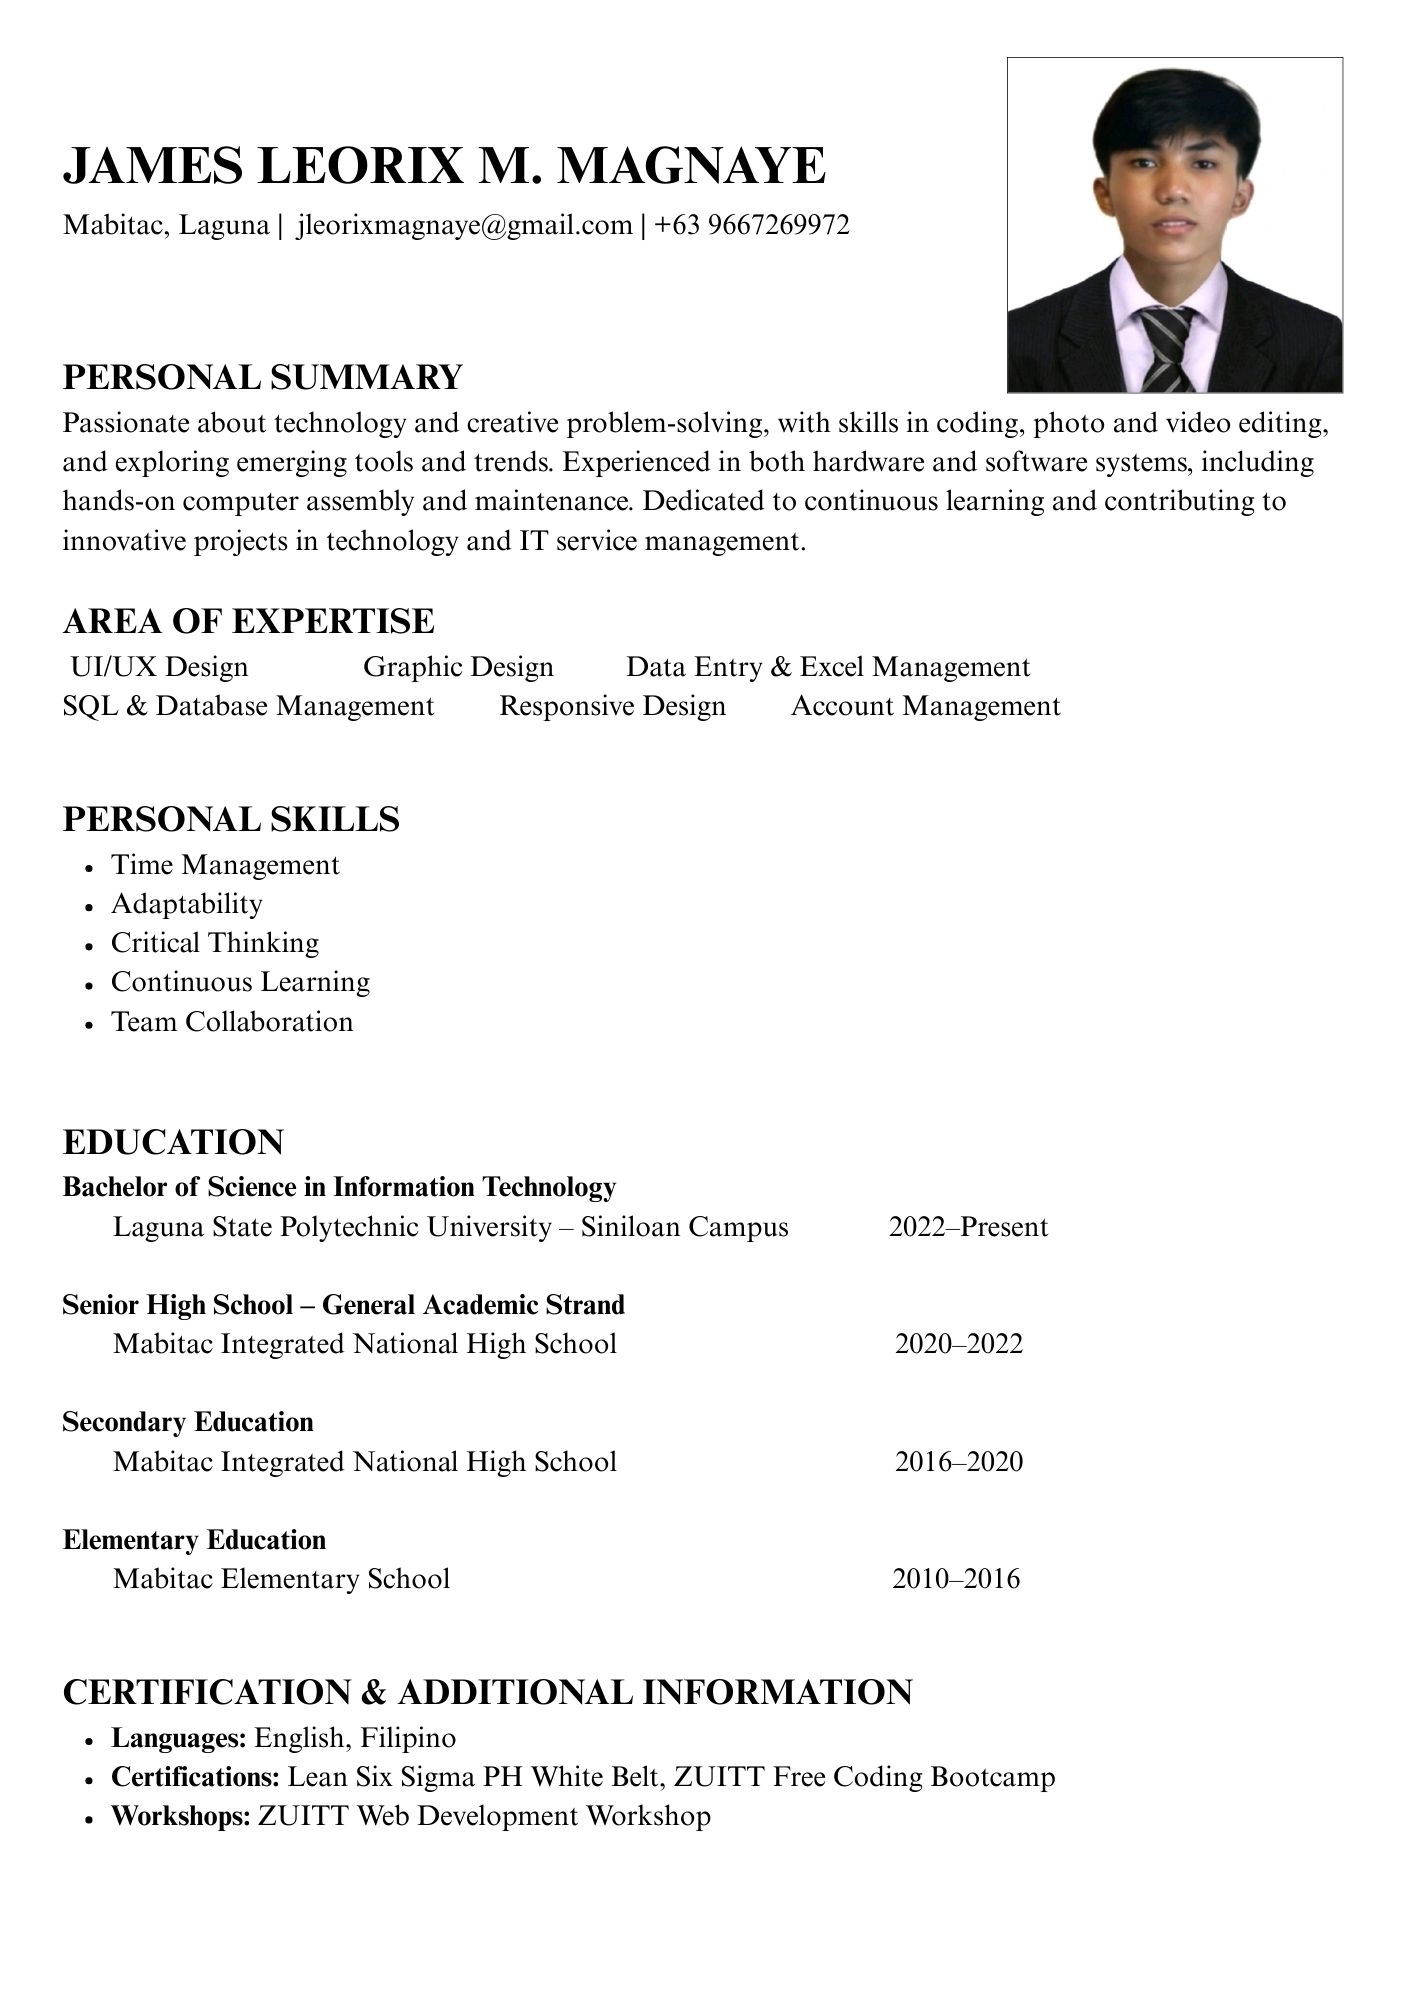 JAMES LEORIX M. MAGNAYE
Mabitac, Laguna | jleorixmagnaye@gmail.com | +63 9667269972
PERSONAL SUMMARY
Passionate about technology and creative problem-solving, with skills in coding, photo and video editing,
and exploring emerging tools and trends. Experienced in both hardware and software systems, including
hands-on computer assembly and maintenance. Dedicated to continuous learning and contributing to
innovative projects in technology and IT service management.
AREA OF EXPERTISE
UI/UX Design Graphic Design Data Entry & Excel Management
SQL & Database Management Responsive Design Account Management
PERSONAL SKILLS
• Time Management
• Adaptability
• Critical Thinking
• Continuous Learning
• Team Collaboration
EDUCATION
Bachelor of Science in Information Technology
Laguna State Polytechnic University – Siniloan Campus 2022–Present
Senior High School – General Academic Strand
Mabitac Integrated National High School 2020–2022
Secondary Education
Mabitac Integrated National High School 2016–2020
Elementary Education
Mabitac Elementary School 2010–2016
CERTIFICATION & ADDITIONAL INFORMATION
• Languages: English, Filipino
• Certifications: Lean Six Sigma PH White Belt, ZUITT Free Coding Bootcamp
• Workshops: ZUITT Web Development Workshop